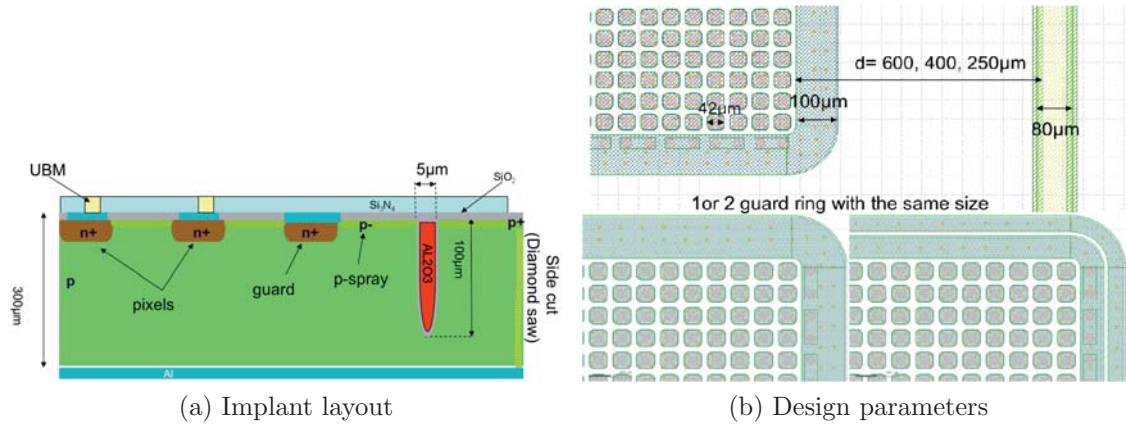 UBM
5µm
SiO₂
Si₃N₄
n+
n+
n+
p-
p+
300µm
p
pixels
guard
p-spray
AL2O3
100µm
Side cut
(Diamond saw)
Al
(a) Implant layout
d= 600, 400, 250µm
42µm
100µm
80µm
1or 2 guard ring with the same size
(b) Design parameters